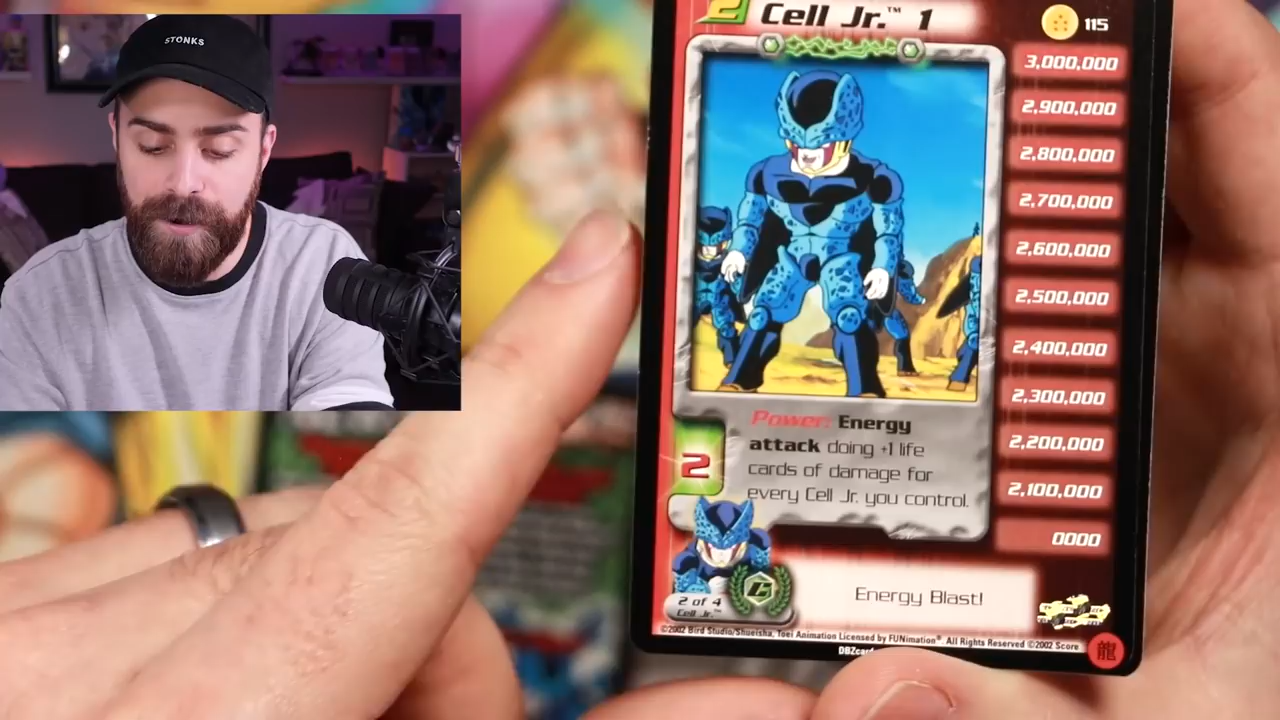 STONKS
2
Cell Jr.™ 1
115
3,000,000
2,900,000
2,800,000
2,700,000
2,600,000
2,500,000
2,400,000
2,300,000
2,200,000
2,100,000
0000
Power: Energy
attack doing +1 life
cards of damage for
every Cell Jr. you control.
2
2 of 4
Cell Jr.™
Energy Blast!
©2002 Bird Studio/Shueisha, Toei Animation Licensed by FUNimation®. All Rights Reserved ©2002 Score
龍